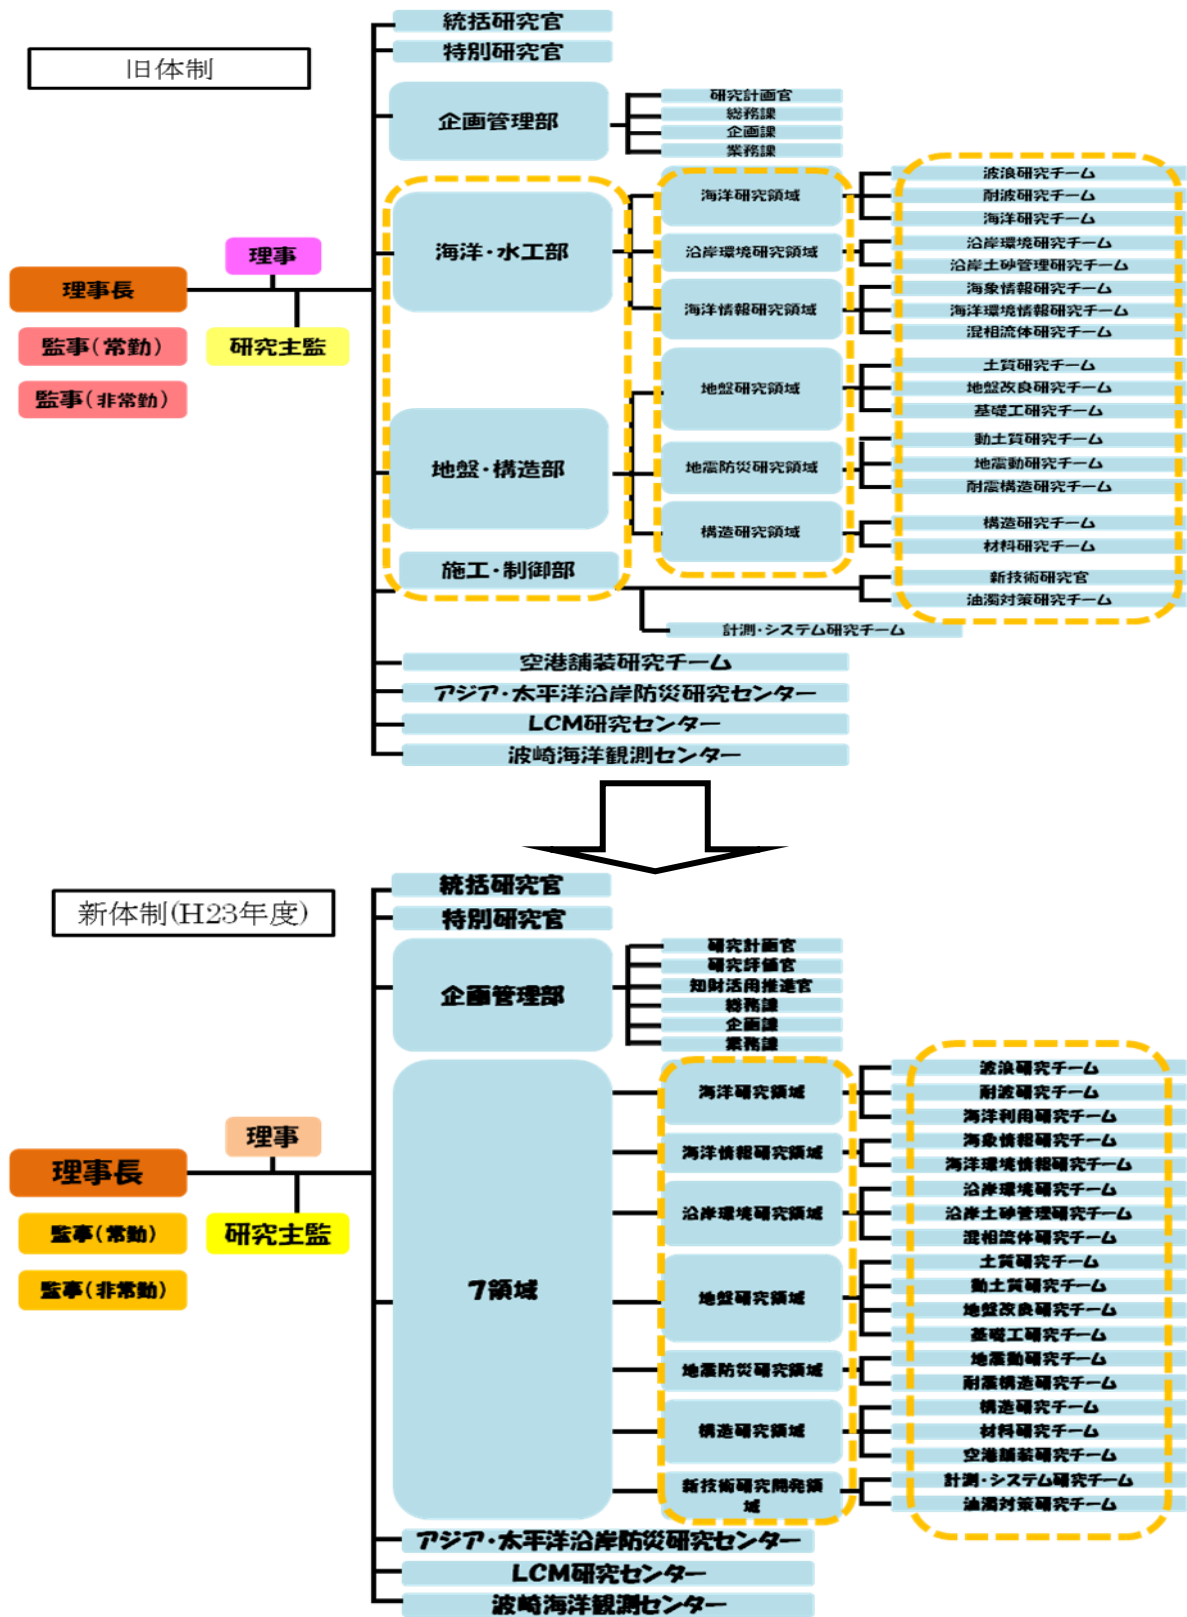 旧体制
統括研究官
特別研究官
企画管理部
研究計画官
総務課
企画課
業務課
海洋・水工部
海洋研究領域
波浪研究チーム
耐波研究チーム
海洋研究チーム
沿岸環境研究領域
沿岸環境研究チーム
沿岸土砂管理研究チーム
海洋情報研究領域
海象情報研究チーム
海洋環境情報研究チーム
混相流体研究チーム
理事
理事長
監事(常勤)
研究主監
監事(非常勤)
地盤・構造部
地盤研究領域
土質研究チーム
地盤改良研究チーム
基礎工研究チーム
地震防災研究領域
動土質研究チーム
地震動研究チーム
耐震構造研究チーム
構造研究領域
構造研究チーム
材料研究チーム
施工・制御部
新技術研究官
油濁対策研究チーム
計測・システム研究チーム
空港舗装研究チーム
アジア・太平洋沿岸防災研究センター
LCM研究センター
波崎海洋観測センター
新体制(H23年度)
統括研究官
特別研究官
企画管理部
研究計画官
研究評価官
知財活用推進官
総務課
企画課
業務課
理事
理事長
監事(常勤)
研究主監
監事(非常勤)
7領域
海洋研究領域
波浪研究チーム
耐波研究チーム
海洋利用研究チーム
海洋情報研究領域
海象情報研究チーム
海洋環境情報研究チーム
沿岸環境研究領域
沿岸環境研究チーム
沿岸土砂管理研究チーム
混相流体研究チーム
地盤研究領域
土質研究チーム
動土質研究チーム
地盤改良研究チーム
基礎工研究チーム
地震防災研究領域
地震動研究チーム
耐震構造研究チーム
構造研究領域
構造研究チーム
材料研究チーム
空港舗装研究チーム
新技術研究開発領
域
計測・システム研究チーム
油濁対策研究チーム
アジア・太平洋沿岸防災研究センター
LCM研究センター
波崎海洋観測センター